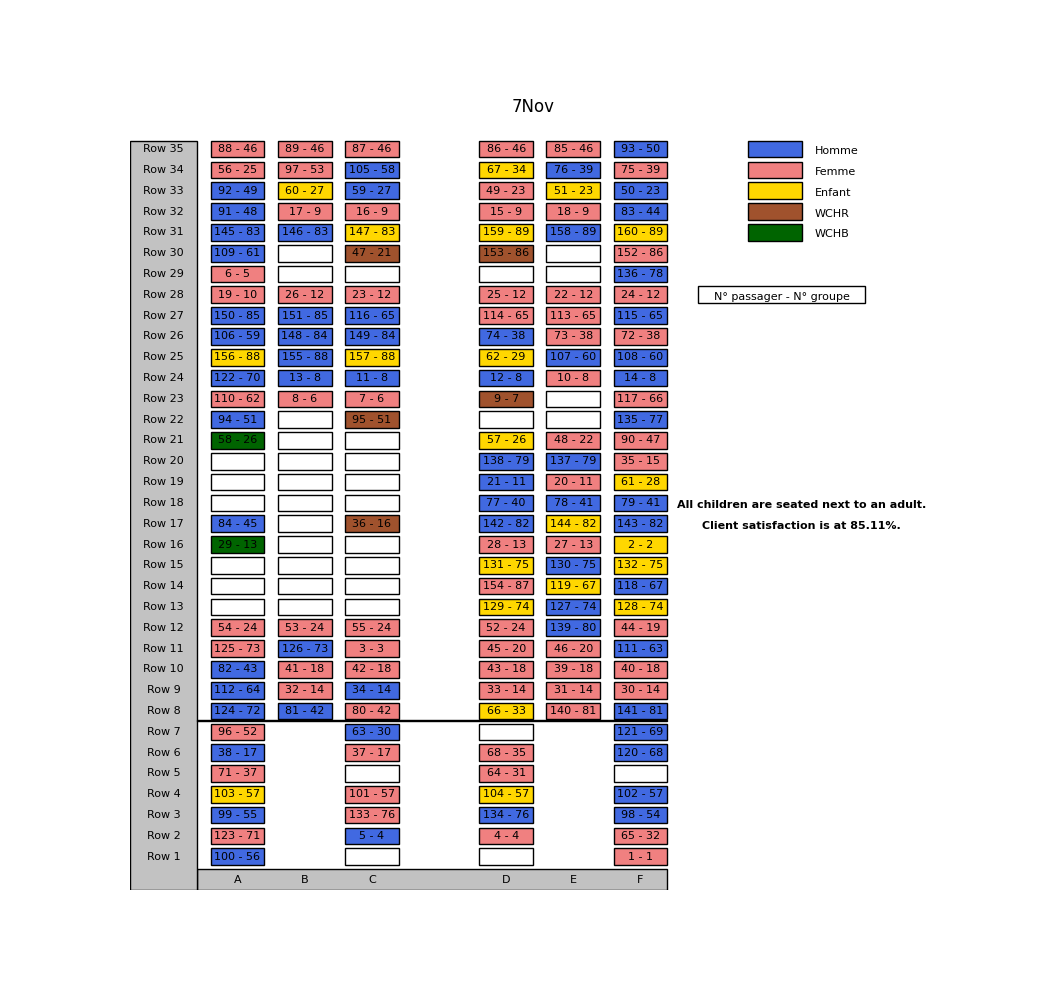 7Nov
Row 35 88 - 46 89 - 46 87 - 46 86 - 46 85 - 46 93 - 50 Homme
Row 34 56 - 25 97 - 53 105 - 58 67 - 34 76 - 39 75 - 39 Femme
Row 33 92 - 49 60 - 27 59 - 27 49 - 23 51 - 23 50 - 23 Enfant
Row 32 91 - 48 17 - 9 16 - 9 15 - 9 18 - 9 83 - 44 WCHR
Row 31 145 - 83 146 - 83 147 - 83 159 - 89 158 - 89 160 - 89 WCHB
Row 30 109 - 61 47 - 21 153 - 86 152 - 86
Row 29 6 - 5 136 - 78
Row 28 19 - 10 26 - 12 23 - 12 25 - 12 22 - 12 24 - 12 N° passager - N° groupe
Row 27 150 - 85 151 - 85 116 - 65 114 - 65 113 - 65 115 - 65
Row 26 106 - 59 148 - 84 149 - 84 74 - 38 73 - 38 72 - 38
Row 25 156 - 88 155 - 88 157 - 88 62 - 29 107 - 60 108 - 60
Row 24 122 - 70 13 - 8 11 - 8 12 - 8 10 - 8 14 - 8
Row 23 110 - 62 8 - 6 7 - 6 9 - 7 117 - 66
Row 22 94 - 51 95 - 51 135 - 77
Row 21 58 - 26 57 - 26 48 - 22 90 - 47
Row 20 138 - 79 137 - 79 35 - 15
Row 19 21 - 11 20 - 11 61 - 28
Row 18 77 - 40 78 - 41 79 - 41 All children are seated next to an adult.
Row 17 84 - 45 36 - 16 142 - 82 144 - 82 143 - 82 Client satisfaction is at 85.11%.
Row 16 29 - 13 28 - 13 27 - 13 2 - 2
Row 15 131 - 75 130 - 75 132 - 75
Row 14 154 - 87 119 - 67 118 - 67
Row 13 129 - 74 127 - 74 128 - 74
Row 12 54 - 24 53 - 24 55 - 24 52 - 24 139 - 80 44 - 19
Row 11 125 - 73 126 - 73 3 - 3 45 - 20 46 - 20 111 - 63
Row 10 82 - 43 41 - 18 42 - 18 43 - 18 39 - 18 40 - 18
Row 9 112 - 64 32 - 14 34 - 14 33 - 14 31 - 14 30 - 14
Row 8 124 - 72 81 - 42 80 - 42 66 - 33 140 - 81 141 - 81
Row 7 96 - 52 63 - 30 121 - 69
Row 6 38 - 17 37 - 17 68 - 35 120 - 68
Row 5 71 - 37 64 - 31
Row 4 103 - 57 101 - 57 104 - 57 102 - 57
Row 3 99 - 55 133 - 76 134 - 76 98 - 54
Row 2 123 - 71 5 - 4 4 - 4 65 - 32
Row 1 100 - 56 1 - 1
A B C D E F